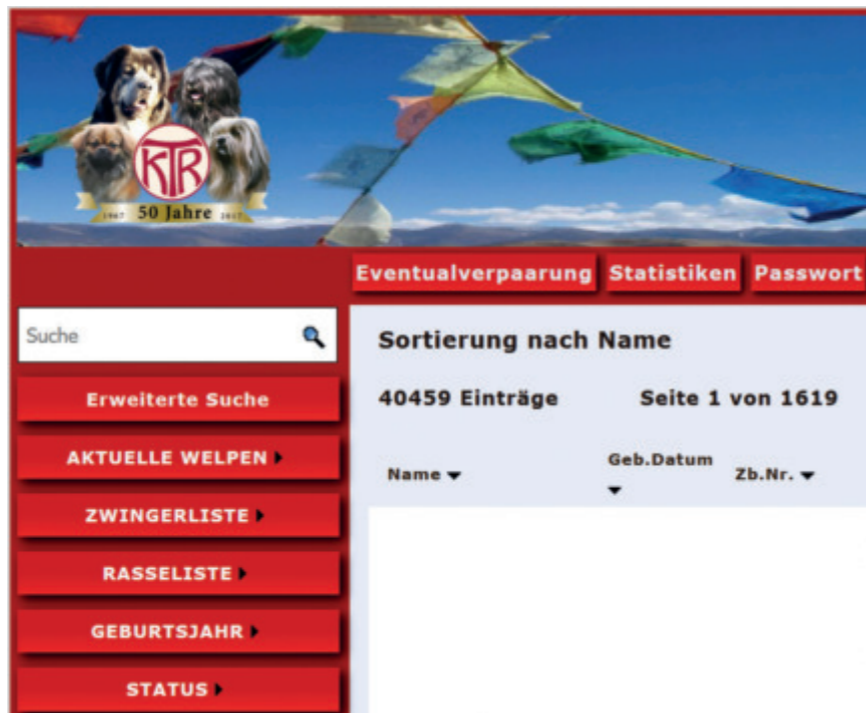 KTR
1967 50 Jahre 2017
Eventualverpaarung Statistiken Passwort
Suche
Sortierung nach Name
Erweiterte Suche
40459 Einträge Seite 1 von 1619
AKTUELLE WELPEN
Name Geb.Datum Zb.Nr.
ZWINGERLISTE
RASSELISTE
GEBURTSJAHR
STATUS